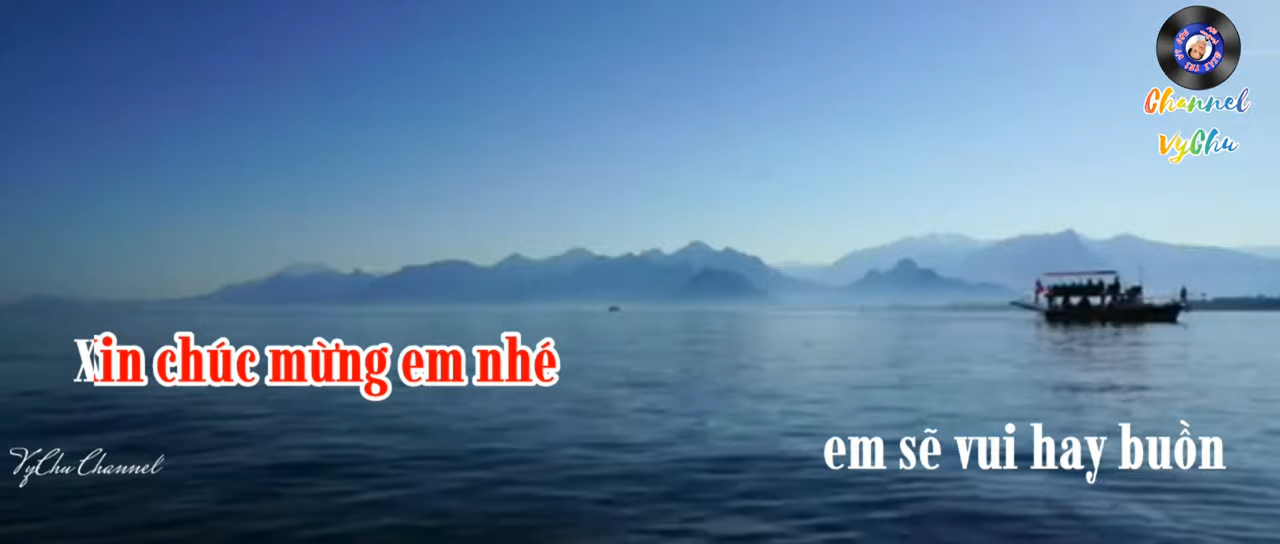 Channel
VyChu
Xin chúc mừng em nhé
em sẽ vui hay buồn
VyChu Channel